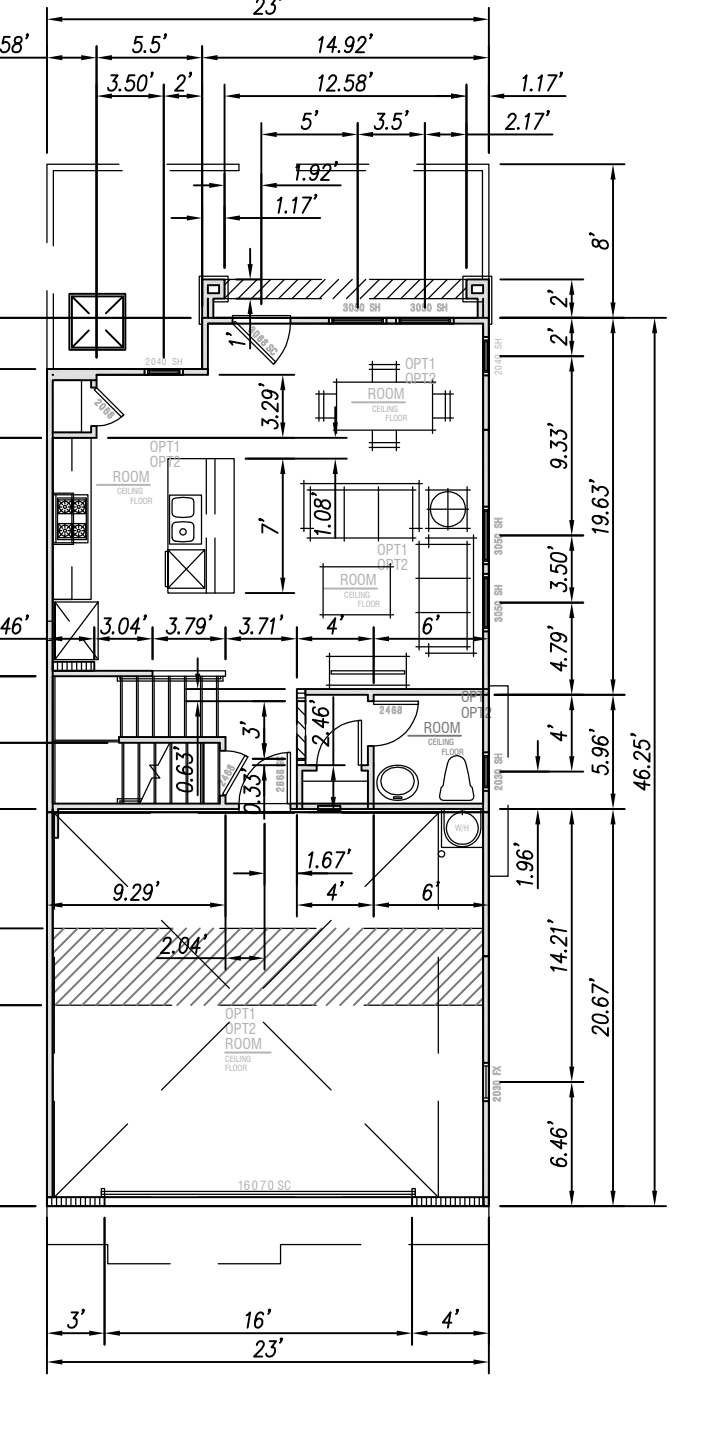 23'
58'
5.5'
14.92'
3.50'
2'
12.58'
1.17'
5'
3.5'
2.17'
1.92'
1.17'
8'
2'
3050 SH
3050 SH
1'
3068 SC
2'
2040 SH
2040 SH
3.29'
OPT1
OPT2
ROOM
CEILING
FLOOR
2068
9.33'
19.63'
OPT1
OPT2
ROOM
CEILING
FLOOR
7'
1.08'
3050 SH
OPT1
OPT2
ROOM
CEILING
FLOOR
3.50'
3050 SH
46'
3.04'
3.79'
3.71'
4'
6'
4.79'
OPT1
OPT2
ROOM
CEILING
FLOOR
2468
2.46'
3'
0.63'
0.33'
2468
2668
4'
5.96'
2030 SH
46.25'
W/H
1.67'
1.96'
9.29'
4'
6'
2.04'
14.21'
20.67'
OPT1
OPT2
ROOM
CEILING
FLOOR
2030 FX
6.46'
16070 SC
3'
16'
4'
23'